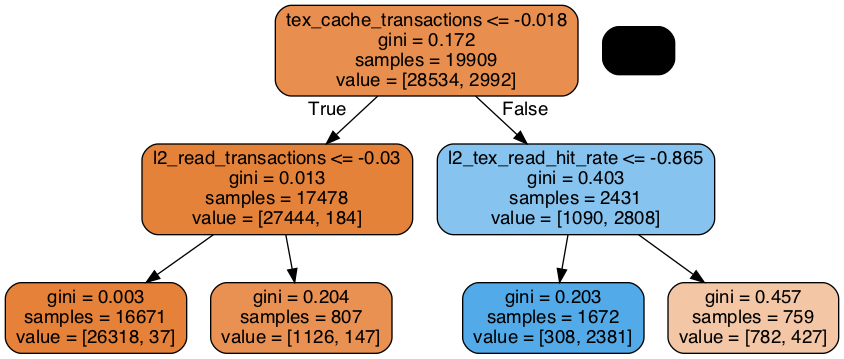 tex_cache_transactions <= -0.018
gini = 0.172
samples = 19909
value = [28534, 2992]
True
False
l2_read_transactions <= -0.03
gini = 0.013
samples = 17478
value = [27444, 184]
l2_tex_read_hit_rate <= -0.865
gini = 0.403
samples = 2431
value = [1090, 2808]
gini = 0.003
samples = 16671
value = [26318, 37]
gini = 0.204
samples = 807
value = [1126, 147]
gini = 0.203
samples = 1672
value = [308, 2381]
gini = 0.457
samples = 759
value = [782, 427]